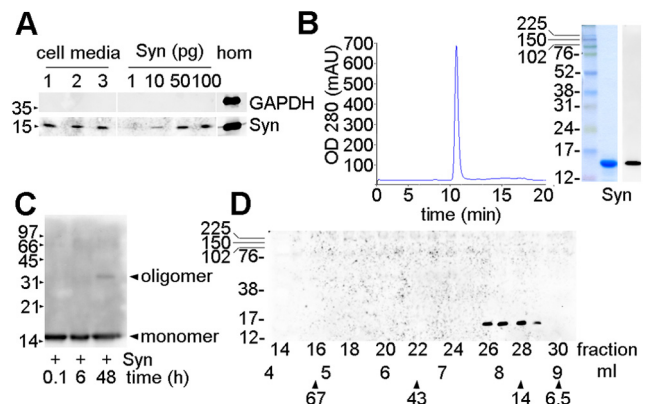 A
cell media Syn (pg) hom
1 2 3 1 10 50 100
35- GAPDH
15- Syn
B
OD 280 (mAU)
700
600
500
400
300
200
100
0 5 10 15 20
time (min)
225
150
102
76-
52-
38-
31-
24-
17-
12-
Syn
C
97-
66-
45-
31- oligomer
21-
14- monomer
+ + + Syn
0.1 6 48 time (h)
D
225
150
102
76-
38-
17-
12-
14 16 18 20 22 24 26 28 30 fraction
4 5 6 7 8 9 ml
67 43 14 6.5